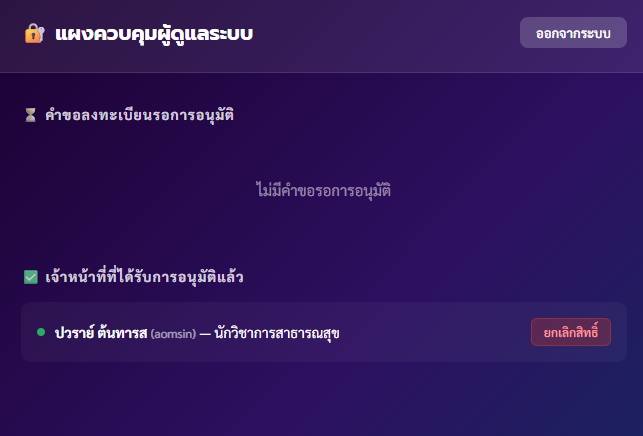 🔐 แผงควบคุมผู้ดูแลระบบ
ออกจากระบบ
⏳ คำขอลงทะเบียนรอการอนุมัติ
ไม่มีคำขอรอการอนุมัติ
✅ เจ้าหน้าที่ที่ได้รับการอนุมัติแล้ว
ปวราย์ ต้นทารส (aomsin) — นักวิชาการสาธารณสุข
ยกเลิกสิทธิ์